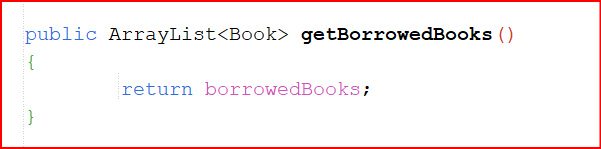 public ArrayList<Book> getBorrowedBooks()
{
return borrowedBooks;
}